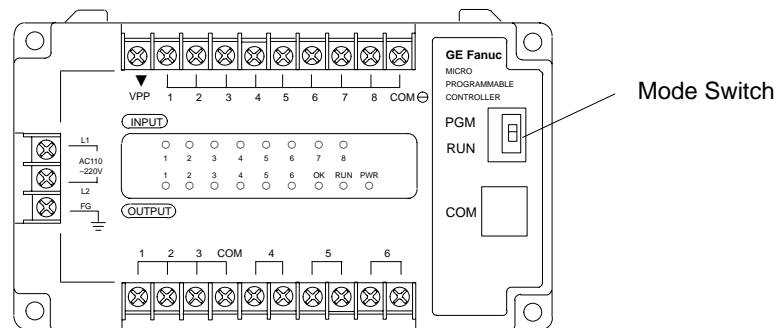 VPP 1 2 3 4 5 6 7 8 COM
GE Fanuc
MICRO
PROGRAMMABLE
CONTROLLER
Mode Switch
PGM
RUN
COM
INPUT
L1
AC110
–220V
L2
FG
1 2 3 4 5 6 7 8
1 2 3 4 5 6 OK RUN PWR
OUTPUT
1 2 3 COM 4 5 6